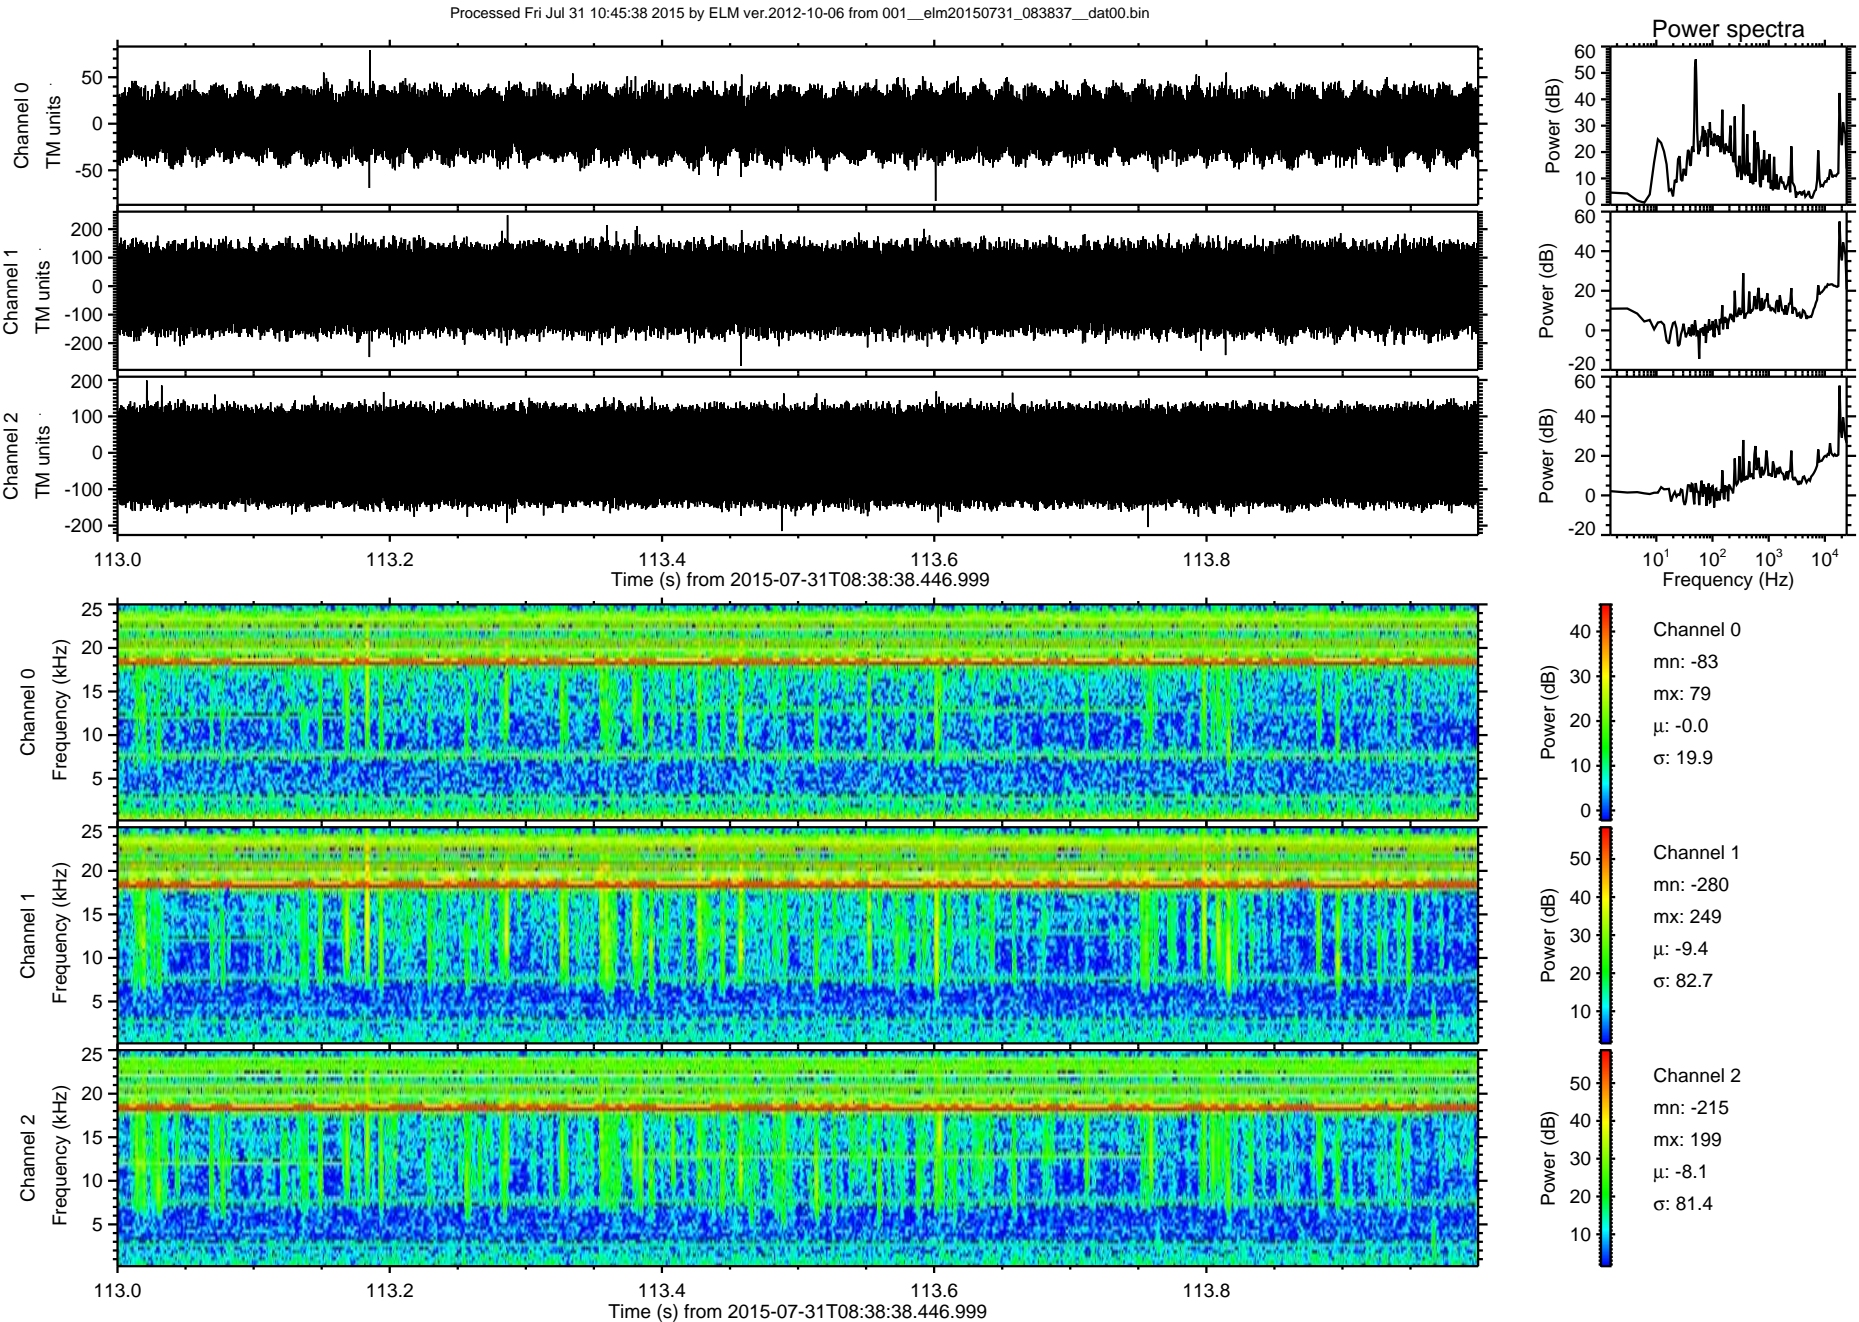 Processed Fri Jul 31 10:45:38 2015 by ELM ver.2012-10-06 from 001__elm20150731_083837__dat00.bin
Power spectra
Channel 0
TM units
50
0
-50
Power (dB)
60
50
40
30
20
10
0
Channel 1
TM units
200
100
0
-100
-200
Power (dB)
60
40
20
0
-20
Channel 2
TM units
200
100
0
-100
-200
Power (dB)
60
40
20
0
-20
113.0 113.2 113.4 113.6 113.8
Time (s) from 2015-07-31T08:38:38.446.999
10^1 10^2 10^3 10^4
Frequency (Hz)
Channel 0
Frequency (kHz)
25
20
15
10
5
Power (dB)
40
30
20
10
0
Channel 0
mn: -83
mx: 79
μ: -0.0
σ: 19.9
Channel 1
Frequency (kHz)
25
20
15
10
5
Power (dB)
50
40
30
20
10
Channel 1
mn: -280
mx: 249
μ: -9.4
σ: 82.7
Channel 2
Frequency (kHz)
25
20
15
10
5
Power (dB)
50
40
30
20
10
Channel 2
mn: -215
mx: 199
μ: -8.1
σ: 81.4
113.0 113.2 113.4 113.6 113.8
Time (s) from 2015-07-31T08:38:38.446.999